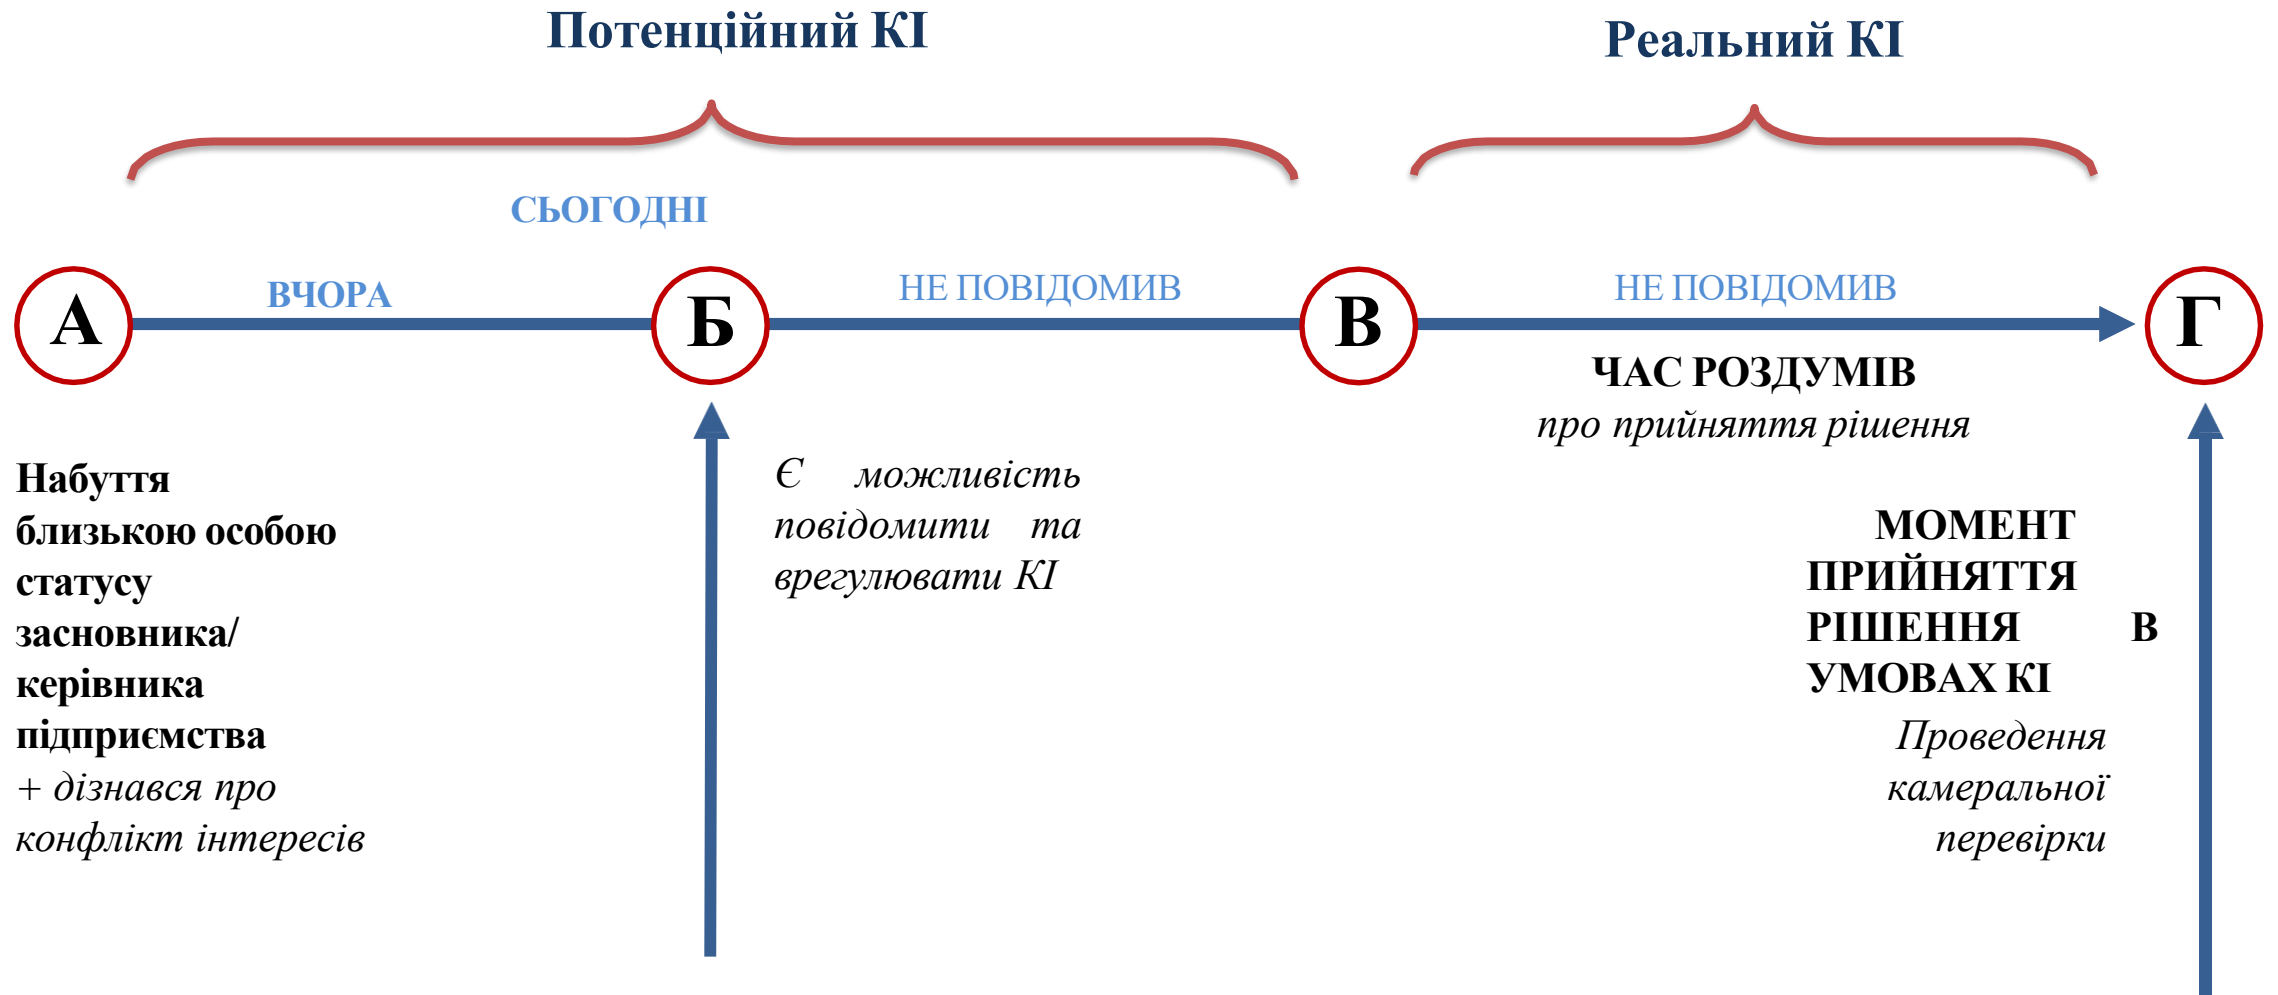 Потенційний КІ
Реальний КІ
СЬОГОДНІ
ВЧОРА
НЕ ПОВІДОМИВ
НЕ ПОВІДОМИВ
А
Б
В
Г
ЧАС РОЗДУМІВ
про прийняття рішення
Набуття
близькою особою
статусу
засновника/
керівника
підприємства
+ дізнався про
конфлікт інтересів
Є можливість
повідомити та
врегулювати КІ
МОМЕНТ
ПРИЙНЯТТЯ
РІШЕННЯ В
УМОВАХ КІ
Проведення
камеральної
перевірки